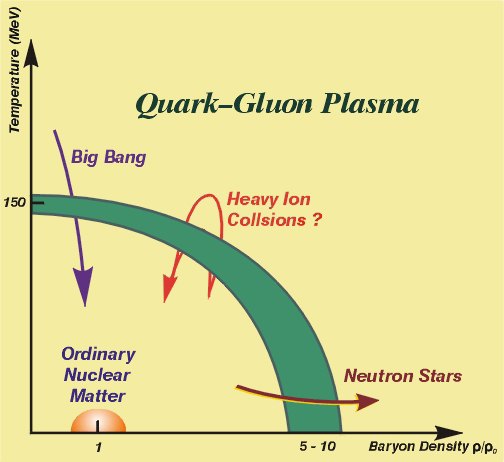 Temperature (MeV)
Quark–Gluon Plasma
Big Bang
150
Heavy Ion
Collsions ?
Ordinary
Nuclear
Matter
Neutron Stars
1
5 - 10
Baryon Density ρ/ρ₀